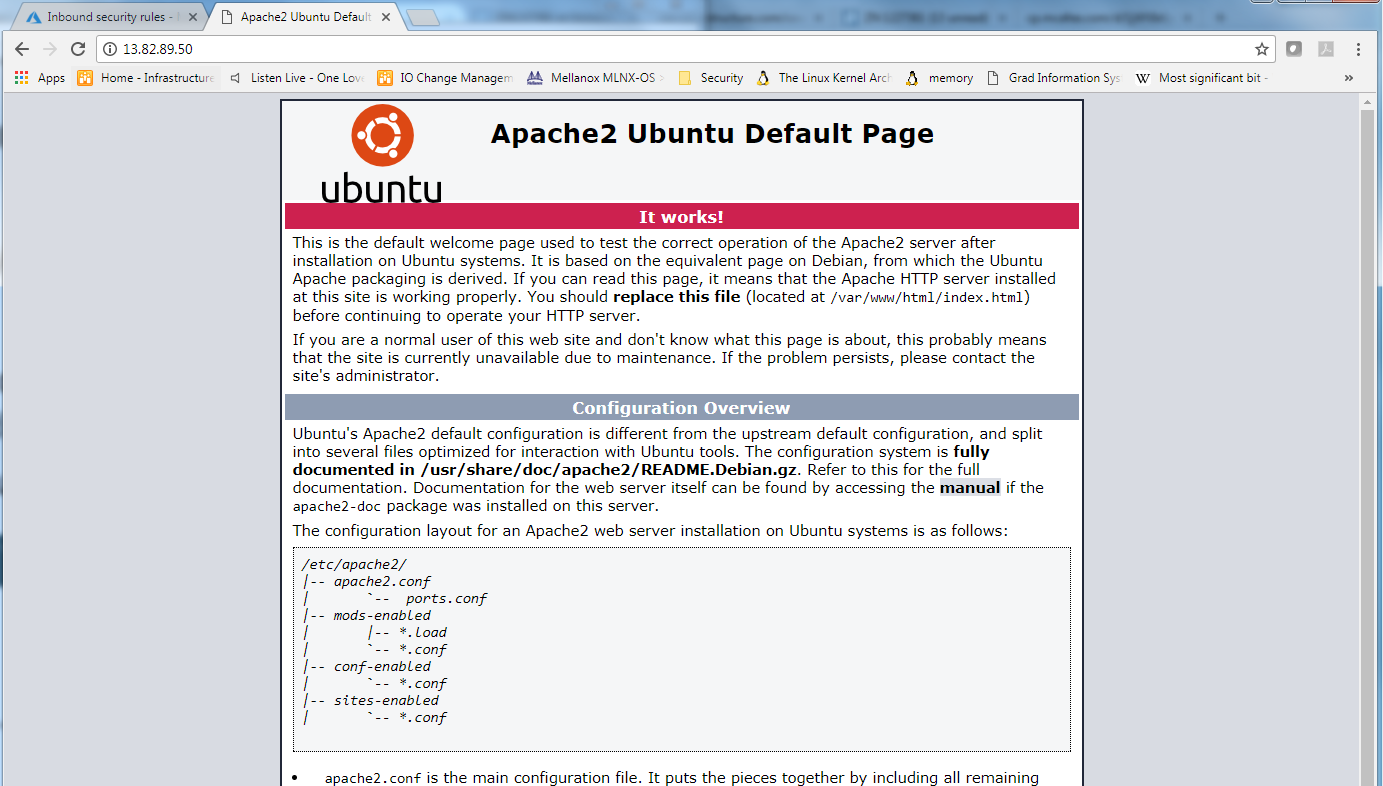 Inbound security rules -
Apache2 Ubuntu Default
13.82.89.50
Apps
Home - Infrastructure
Listen Live - One Love
IO Change Managem
Mellanox MLNX-OS
Security
The Linux Kernel Arch
memory
Grad Information Sys
W
Most significant bit -
»
ubuntu
Apache2 Ubuntu Default Page
It works!
This is the default welcome page used to test the correct operation of the Apache2 server after
installation on Ubuntu systems. It is based on the equivalent page on Debian, from which the Ubuntu
Apache packaging is derived. If you can read this page, it means that the Apache HTTP server installed
at this site is working properly. You should replace this file (located at /var/www/html/index.html)
before continuing to operate your HTTP server.
If you are a normal user of this web site and don't know what this page is about, this probably means
that the site is currently unavailable due to maintenance. If the problem persists, please contact the
site's administrator.
Configuration Overview
Ubuntu's Apache2 default configuration is different from the upstream default configuration, and split
into several files optimized for interaction with Ubuntu tools. The configuration system is fully
documented in /usr/share/doc/apache2/README.Debian.gz. Refer to this for the full
documentation. Documentation for the web server itself can be found by accessing the manual if the
apache2-doc package was installed on this server.
The configuration layout for an Apache2 web server installation on Ubuntu systems is as follows:
/etc/apache2/
|-- apache2.conf
|       `--  ports.conf
|-- mods-enabled
|       |-- *.load
|       `-- *.conf
|-- conf-enabled
|       `-- *.conf
|-- sites-enabled
|       `-- *.conf
• apache2.conf is the main configuration file. It puts the pieces together by including all remaining